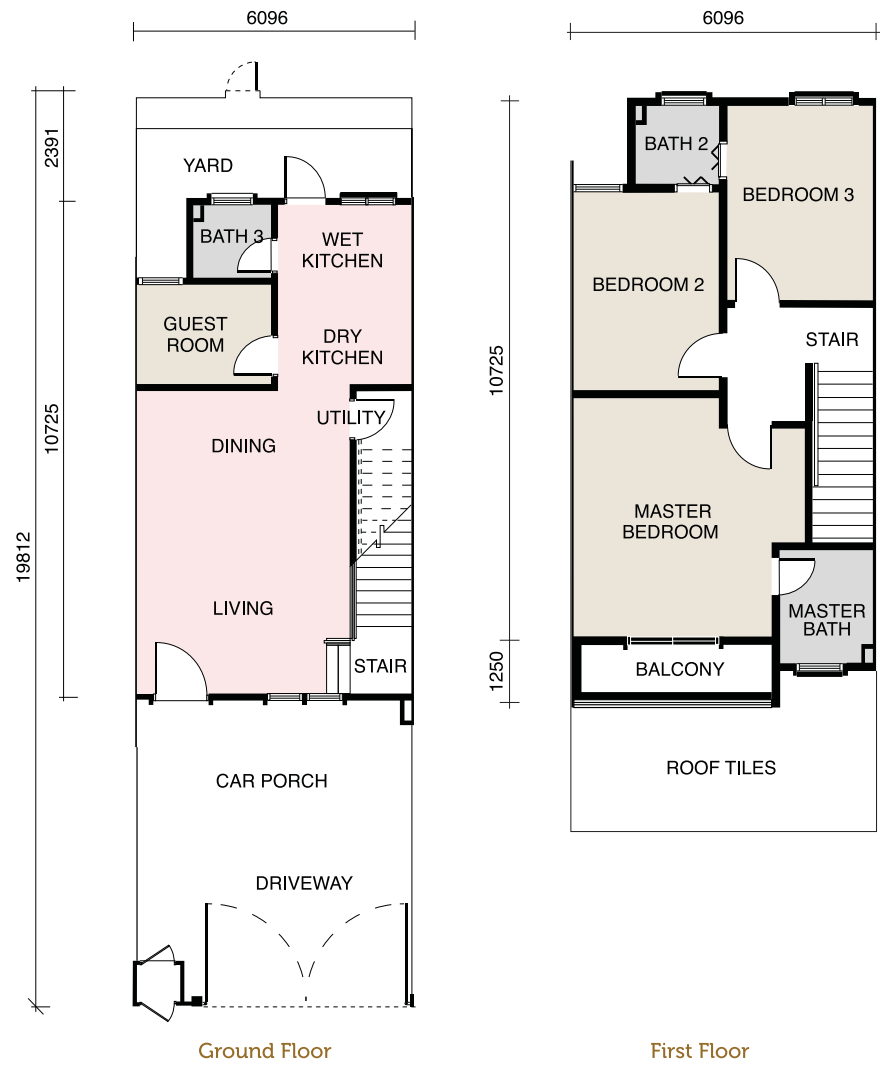 6096
2391
10725
19812
YARD
BATH 3
WET
KITCHEN
GUEST
ROOM
DRY
KITCHEN
UTILITY
DINING
LIVING
STAIR
CAR PORCH
DRIVEWAY
Ground Floor
6096
10725
1250
BATH 2
BEDROOM 3
BEDROOM 2
STAIR
MASTER
BEDROOM
MASTER
BATH
BALCONY
ROOF TILES
First Floor